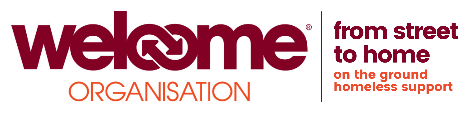 welcome®
ORGANISATION
from street
to home
on the ground
homeless support